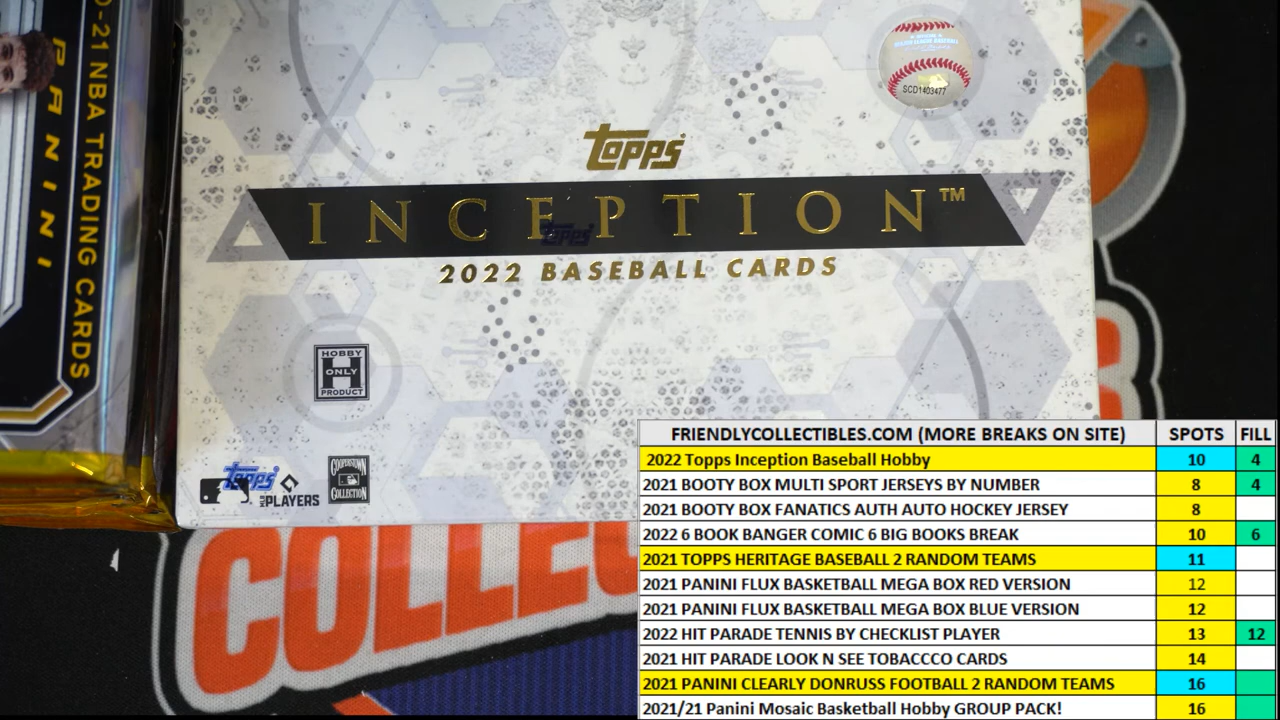 0-21 NBA TRADING CARDS
PANINI
SCD1403477
Topps
INCEPTION™
Topps
2022 BASEBALL CARDS
HOBBY
H
ONLY
PRODUCT
Topps
MLB PLAYERS
COOPERSTOWN
COLLECTION
COLLEC
FRIENDLYCOLLECTIBLES.COM (MORE BREAKS ON SITE) SPOTS FILL
2022 Topps Inception Baseball Hobby 10 4
2021 BOOTY BOX MULTI SPORT JERSEYS BY NUMBER 8 4
2021 BOOTY BOX FANATICS AUTH AUTO HOCKEY JERSEY 8
2022 6 BOOK BANGER COMIC 6 BIG BOOKS BREAK 10 6
2021 TOPPS HERITAGE BASEBALL 2 RANDOM TEAMS 11
2021 PANINI FLUX BASKETBALL MEGA BOX RED VERSION 12
2021 PANINI FLUX BASKETBALL MEGA BOX BLUE VERSION 12
2022 HIT PARADE TENNIS BY CHECKLIST PLAYER 13 12
2021 HIT PARADE LOOK N SEE TOBACCCO CARDS 14
2021 PANINI CLEARLY DONRUSS FOOTBALL 2 RANDOM TEAMS 16
2021/21 Panini Mosaic Basketball Hobby GROUP PACK! 16